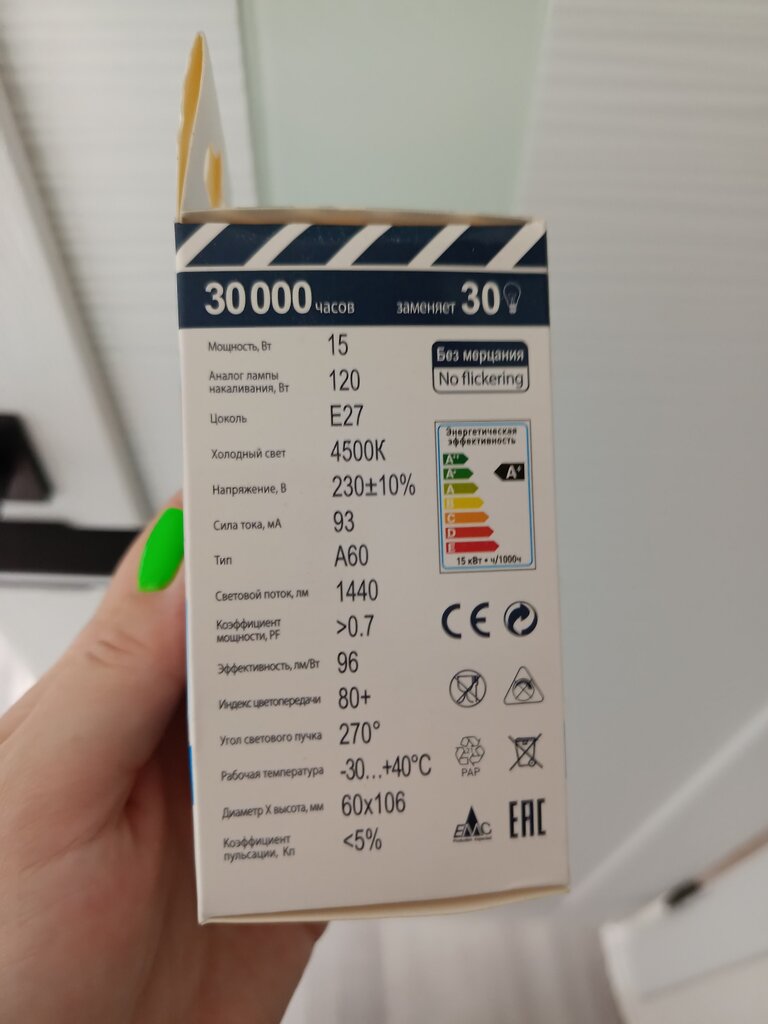 30 000 часов заменяет 30
Мощность, Вт 15
Без мерцания
No flickering
Аналог лампы
накаливания, Вт 120
Цоколь E27
Холодный свет 4500К
Напряжение, В 230±10%
Сила тока, мА 93
Тип А60
Световой поток, лм 1440
Коэффициент
мощности, PF >0.7
Эффективность, лм/Вт 96
Индекс цветопередачи 80+
Угол светового пучка 270°
Рабочая температура -30...+40°С
Диаметр X высота, мм 60x106
Коэффициент
пульсации, Кп <5%
Энергетическая
эффективность
A++
A+ A+
A
B
C
D
E
15 кВт • ч/1000ч
CE
PAP
EMC
EAC